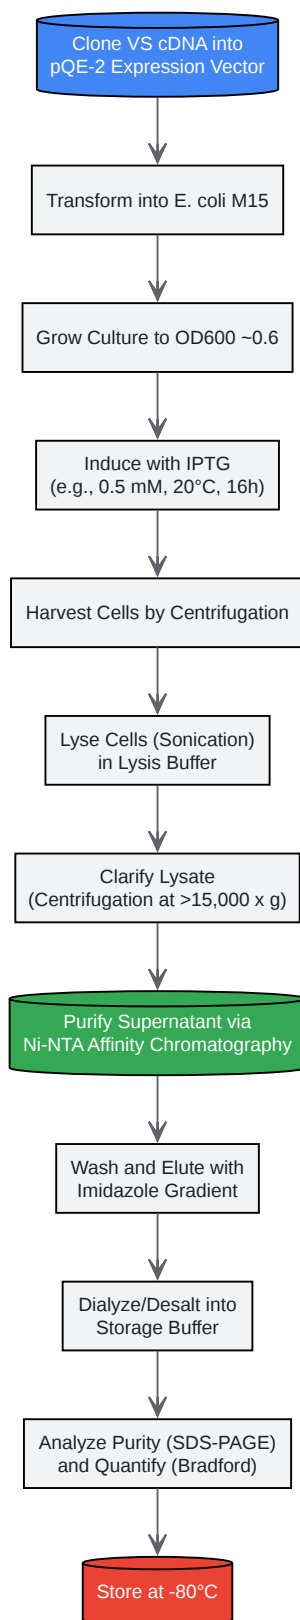 Clone VS cDNA into
pQE-2 Expression Vector
Transform into E. coli M15
Grow Culture to OD600 ~0.6
Induce with IPTG
(e.g., 0.5 mM, 20°C, 16h)
Harvest Cells by Centrifugation
Lyse Cells (Sonication)
in Lysis Buffer
Clarify Lysate
(Centrifugation at >15,000 x g)
Purify Supernatant via
Ni-NTA Affinity Chromatography
Wash and Elute with
Imidazole Gradient
Dialyze/Desalt into
Storage Buffer
Analyze Purity (SDS-PAGE)
and Quantify (Bradford)
Store at -80°C